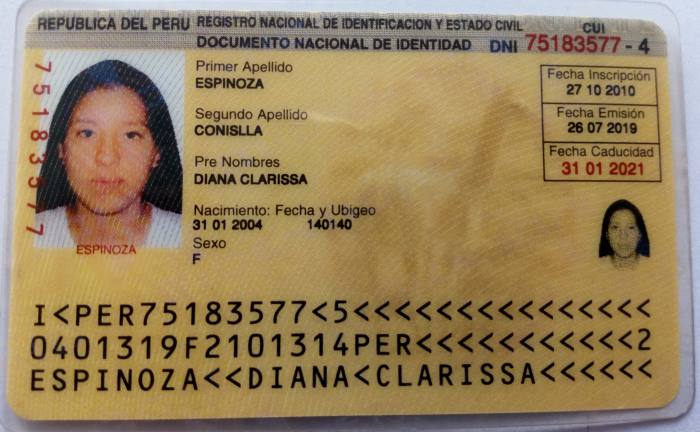 REPUBLICA DEL PERU REGISTRO NACIONAL DE IDENTIFICACION Y ESTADO CIVIL
CUI
DOCUMENTO NACIONAL DE IDENTIDAD DNI 75183577 - 4
75183577
ESPINOZA
Primer Apellido
ESPINOZA
Segundo Apellido
CONISLLA
Pre Nombres
DIANA CLARISSA
Nacimiento: Fecha y Ubigeo
31 01 2004 140140
Sexo
F
Fecha Inscripción
27 10 2010
Fecha Emisión
26 07 2019
Fecha Caducidad
31 01 2021
I<PER75183577<5<<<<<<<<<<<<<<<
0401319F2101314PER<<<<<<<<<<<2
ESPINOZA<<DIANA<CLARISSA<<<<<<